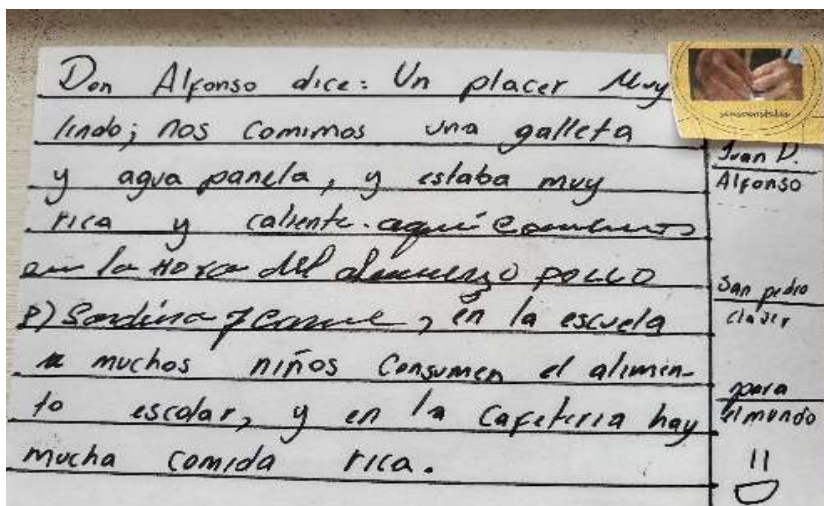 Don Alfonso dice: Un placer Muy
lindo; nos comimos una galleta
y agua panela, y estaba muy
rica y caliente. aquí comemos
en la Hora del almuerzo pollo
Sardina y Carne, en la escuela
muchos niños Consumen el alimen-
to escolar, y en la Cafeteria hay
mucha comida rica.
Juan D.
Alfonso
San pedro
claver
para
el mundo